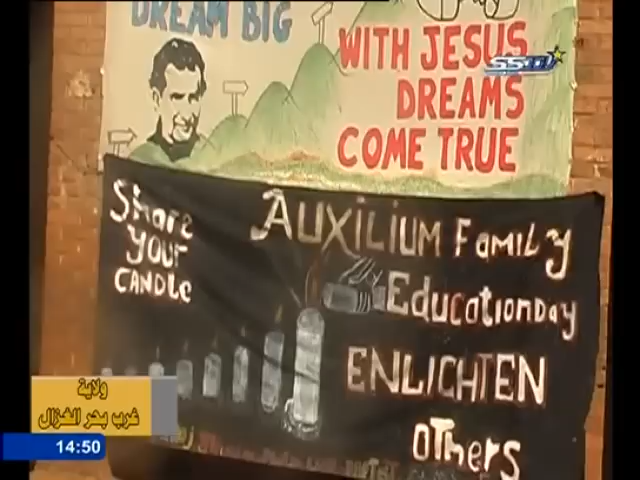 DREAM BIG
WITH JESUS
DREAMS
COME TRUE
SSTV
Share
YOUR
CANDLE
AUXILIUM Family
EducationDay
ENLICHTEN
OTHers
ولاية
غرب بحر الغزال
14:50